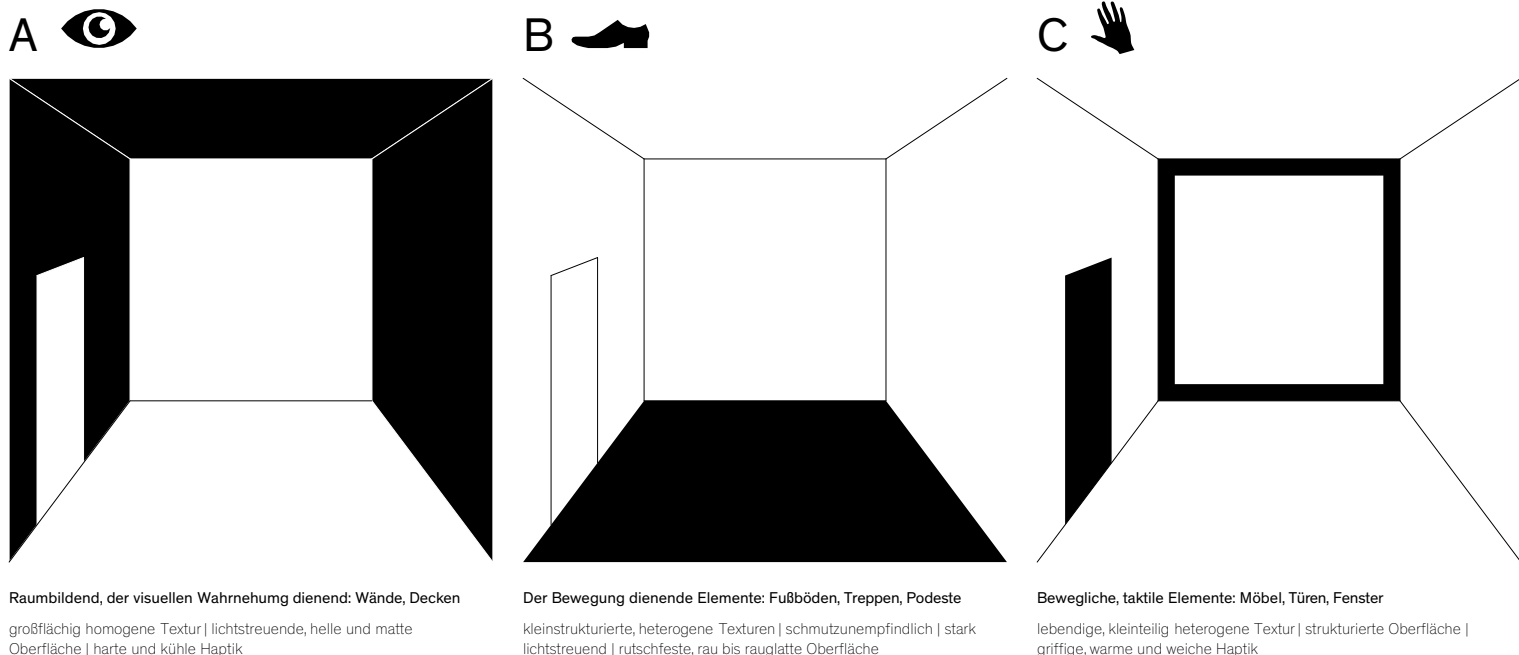 A
B
C
Raumbildend, der visuellen Wahrnehumg dienend: Wände, Decken
großflächig homogene Textur | lichtstreuende, helle und matte
Oberfläche | harte und kühle Haptik
Der Bewegung dienende Elemente: Fußböden, Treppen, Podeste
kleinstrukturierte, heterogene Texturen | schmutzunempfindlich | stark
lichtstreuend | rutschfeste, rau bis rauglatte Oberfläche
Bewegliche, taktile Elemente: Möbel, Türen, Fenster
lebendige, kleinteilig heterogene Textur | strukturierte Oberfläche |
griffige, warme und weiche Haptik